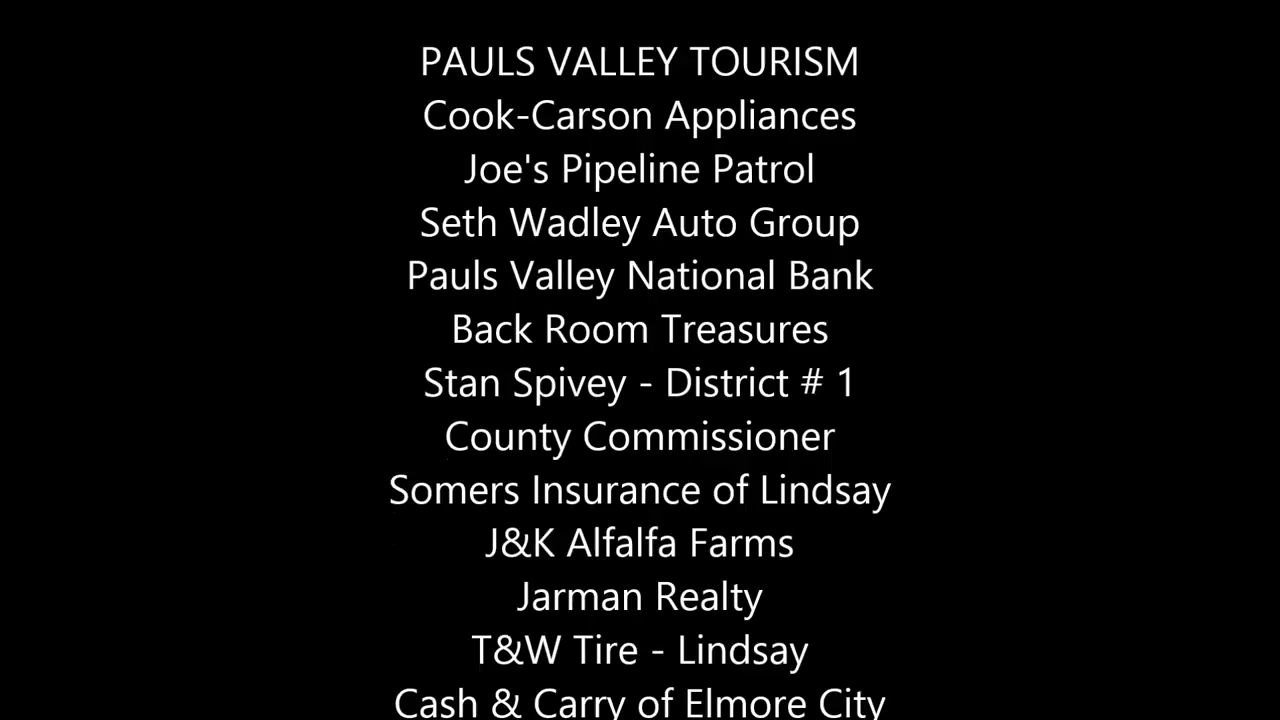 PAULS VALLEY TOURISM
Cook-Carson Appliances
Joe's Pipeline Patrol
Seth Wadley Auto Group
Pauls Valley National Bank
Back Room Treasures
Stan Spivey - District # 1
County Commissioner
Somers Insurance of Lindsay
J&K Alfalfa Farms
Jarman Realty
T&W Tire - Lindsay
Cash & Carry of Elmore City